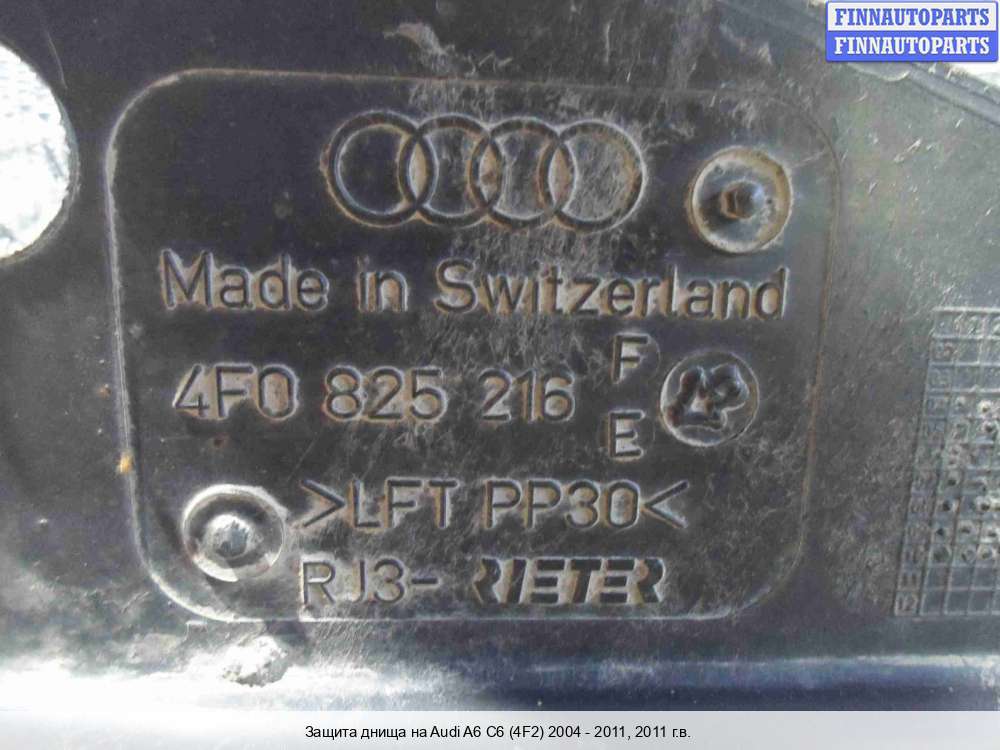 FINNAUTOPARTS
FINNAUTOPARTS
Made in Switzerland
4F0 825 216 F
E
>LFT PP30<
RJ3- RIETER
Защита днища на Audi A6 C6 (4F2) 2004 - 2011, 2011 г.в.